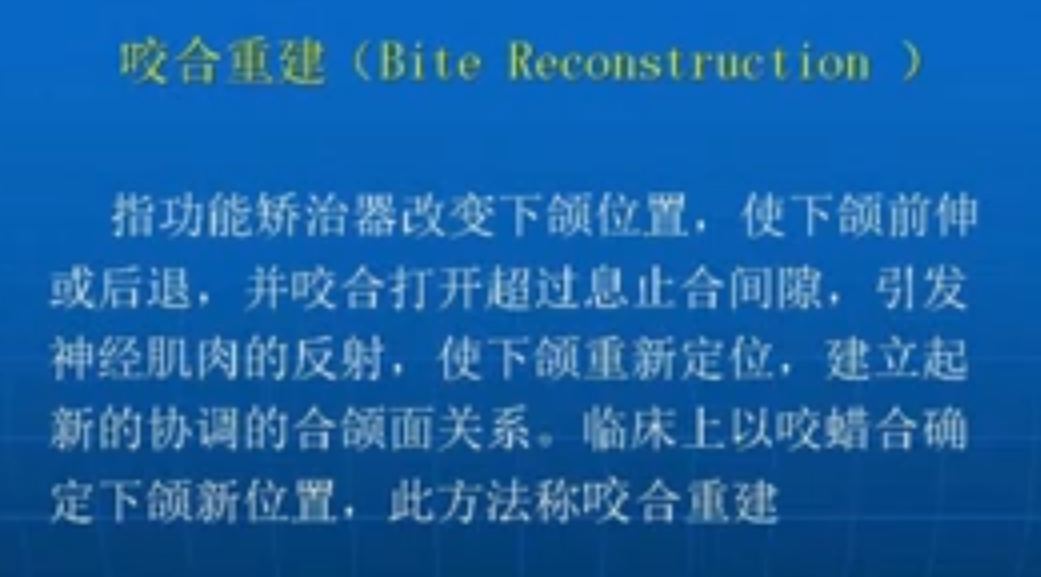 咬合重建（Bite Reconstruction ）
指功能矫治器改变下颌位置，使下颌前伸
或后退，并咬合打开超过息止合间隙，引发
神经肌肉的反射，使下颌重新定位，建立起
新的协调的合颌面关系。临床上以咬蜡合确
定下颌新位置，此方法称咬合重建